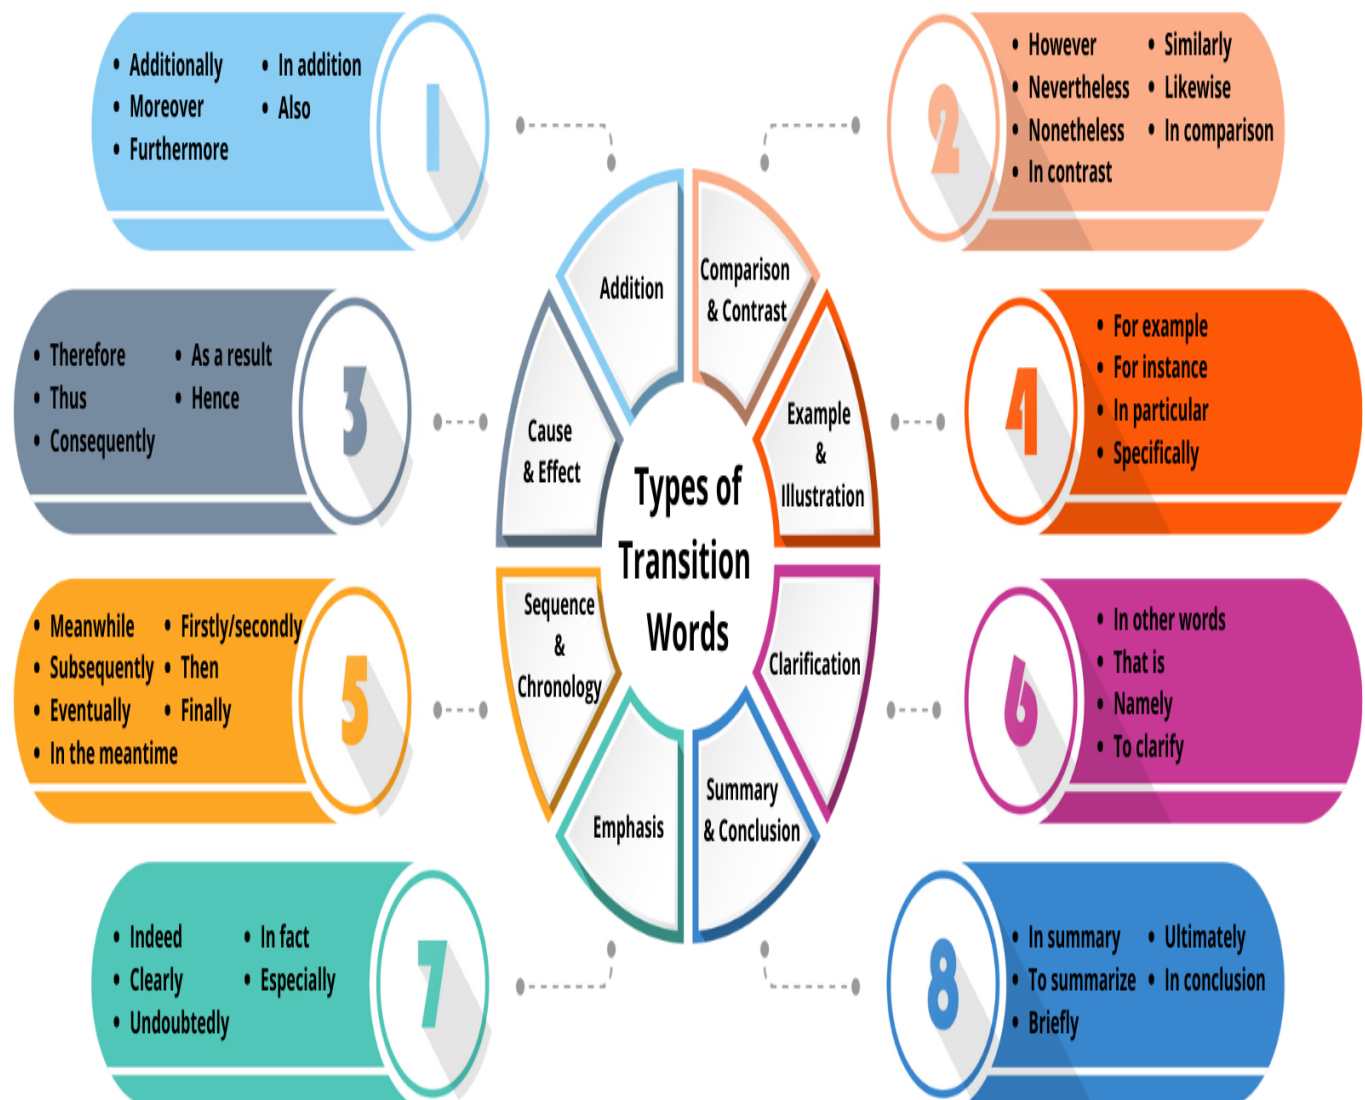 • Additionally
• Moreover
• Furthermore
• In addition
• Also
1
2
• However
• Nevertheless
• Nonetheless
• In contrast
• Similarly
• Likewise
• In comparison
Addition
Comparison
& Contrast
• Therefore
• Thus
• Consequently
• As a result
• Hence
3
Cause
& Effect
Example
&
Illustration
4
• For example
• For instance
• In particular
• Specifically
Types of
Transition
Words
• Meanwhile
• Subsequently
• Eventually
• In the meantime
• Firstly/secondly
• Then
• Finally
5
Sequence
&
Chronology
Clarification
6
• In other words
• That is
• Namely
• To clarify
Emphasis
Summary
& Conclusion
• Indeed
• Clearly
• Undoubtedly
• In fact
• Especially
7
8
• In summary
• To summarize
• Briefly
• Ultimately
• In conclusion